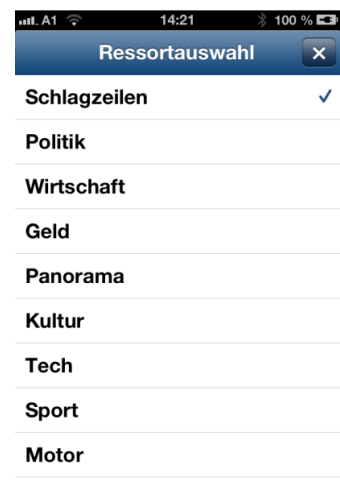 A1 14:21 100 %
Ressortauswahl
Schlagzeilen
Politik
Wirtschaft
Geld
Panorama
Kultur
Tech
Sport
Motor